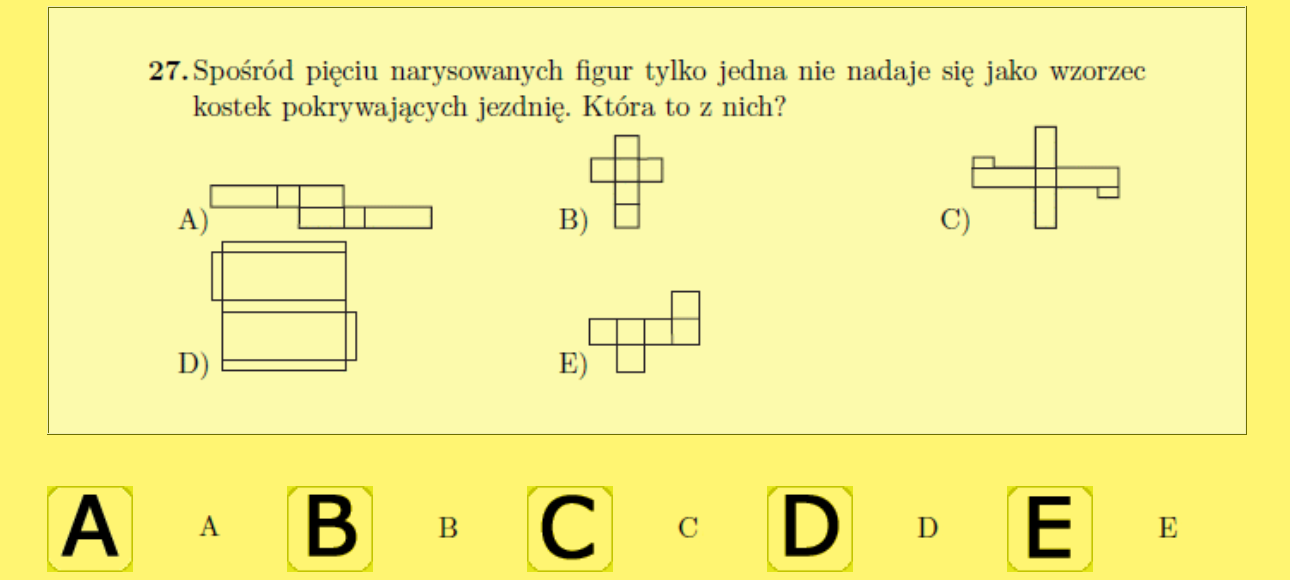 27. Spośród pięciu narysowanych figur tylko jedna nie nadaje się jako wzorzec
kostek pokrywających jezdnię. Która to z nich?
A) B) C)
D) E)
A A B B C C D D E E